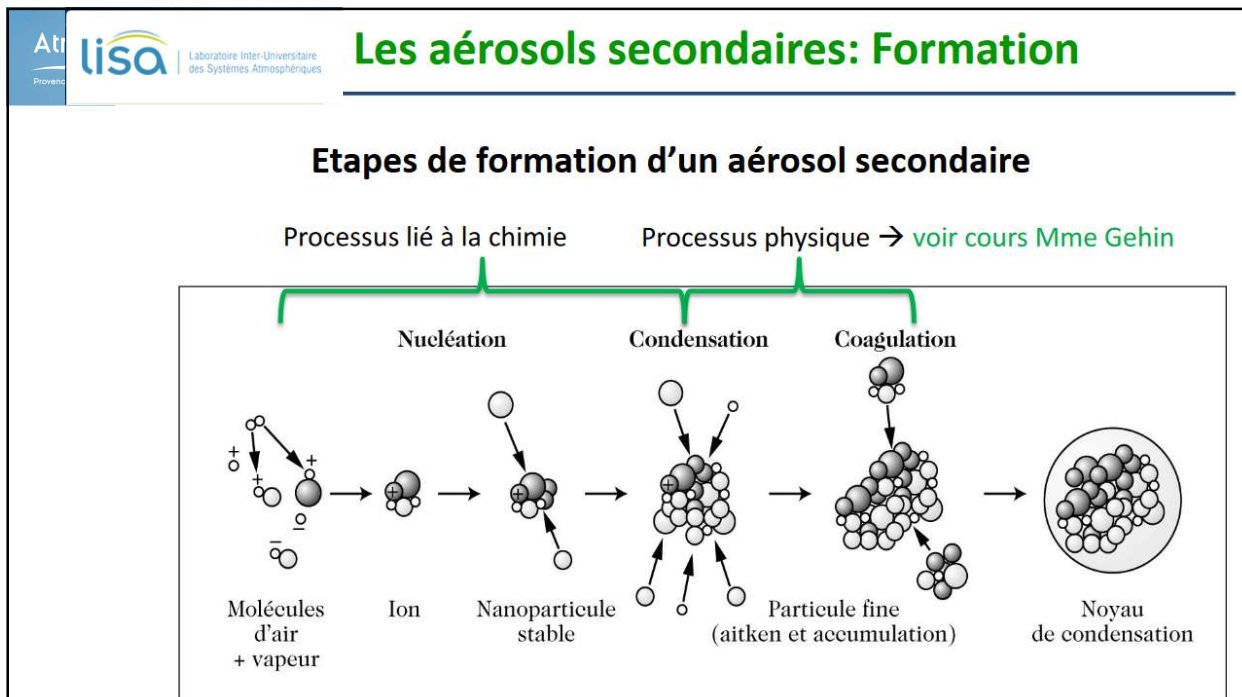 Provenc
lisa
Laboratoire Inter-Universitaire
des Systèmes Atmosphériques
Les aérosols secondaires: Formation
Etapes de formation d'un aérosol secondaire
Processus lié à la chimie
Processus physique → voir cours Mme Gehin
Nucléation
Condensation
Coagulation
+
+
+
−
−
+
+
+
Molécules
d'air
+ vapeur
Ion
Nanoparticule
stable
Particule fine
(aitken et accumulation)
Noyau
de condensation